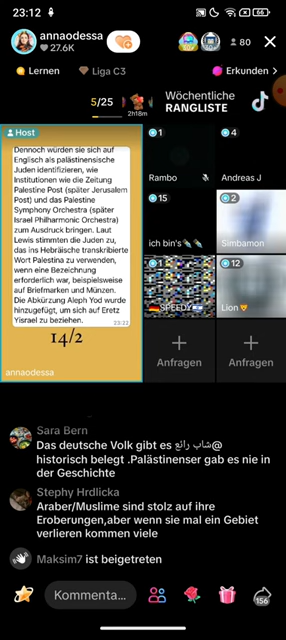 23:12
66
annaodessa
27.6K
80
Lernen
Liga C3
Erkunden
5/25
2h18m
Wöchentliche
RANGLISTE
Host
Dennoch würden sie sich auf
Englisch als palästinensische
Juden identifizieren, wie
Institutionen wie die Zeitung
Palestine Post (später Jerusalem
Post) und das Palestine
Symphony Orchestra (später
Israel Philharmonic Orchestra)
zum Ausdruck bringen. Laut
Lewis stimmten die Juden zu,
das ins Hebräische transkribierte
Wort Palestina zu verwenden,
wenn eine Bezeichnung
erforderlich war, beispielsweise
auf Briefmarken und Münzen.
Die Abkürzung Aleph Yod wurde
hinzugefügt, um sich auf Eretz
Yisrael zu beziehen.
23:22
14/2
annaodessa
1
Rambo
4
Andreas J
15
ich bin's
2
Simbamon
1
SPEEDY
12
Lion
Anfragen
Anfragen
Sara Bern
Das deutsche Volk gibt es شاب رائع@
historisch belegt .Palästinenser gab es nie in
der Geschichte
Stephy Hrdlicka
Araber/Muslime sind stolz auf ihre
Eroberungen,aber wenn sie mal ein Gebiet
verlieren kommen viele
Maksim7 ist beigetreten
Kommenta...
156